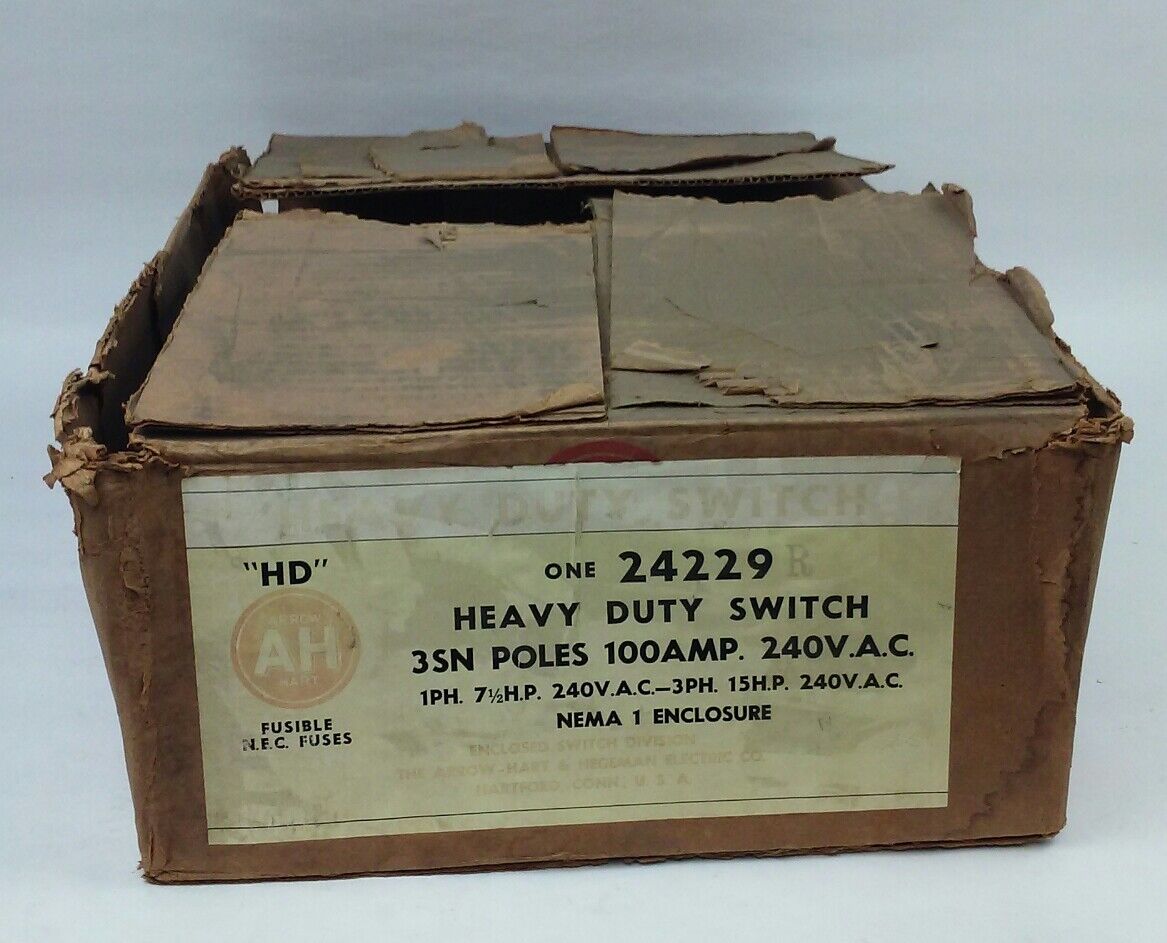 HEAVY DUTY SWITCH
"HD"
ONE 24229 R
HEAVY DUTY SWITCH
3SN POLES 100AMP. 240V.A.C.
1PH. 7½H.P. 240V.A.C.—3PH. 15H.P. 240V.A.C.
NEMA 1 ENCLOSURE
ARROW
AH
HART
FUSIBLE
N.E.C. FUSES
ENCLOSED SWITCH DIVISION
THE ARROW-HART & HEGEMAN ELECTRIC CO.
HARTFORD, CONN., U. S. A.